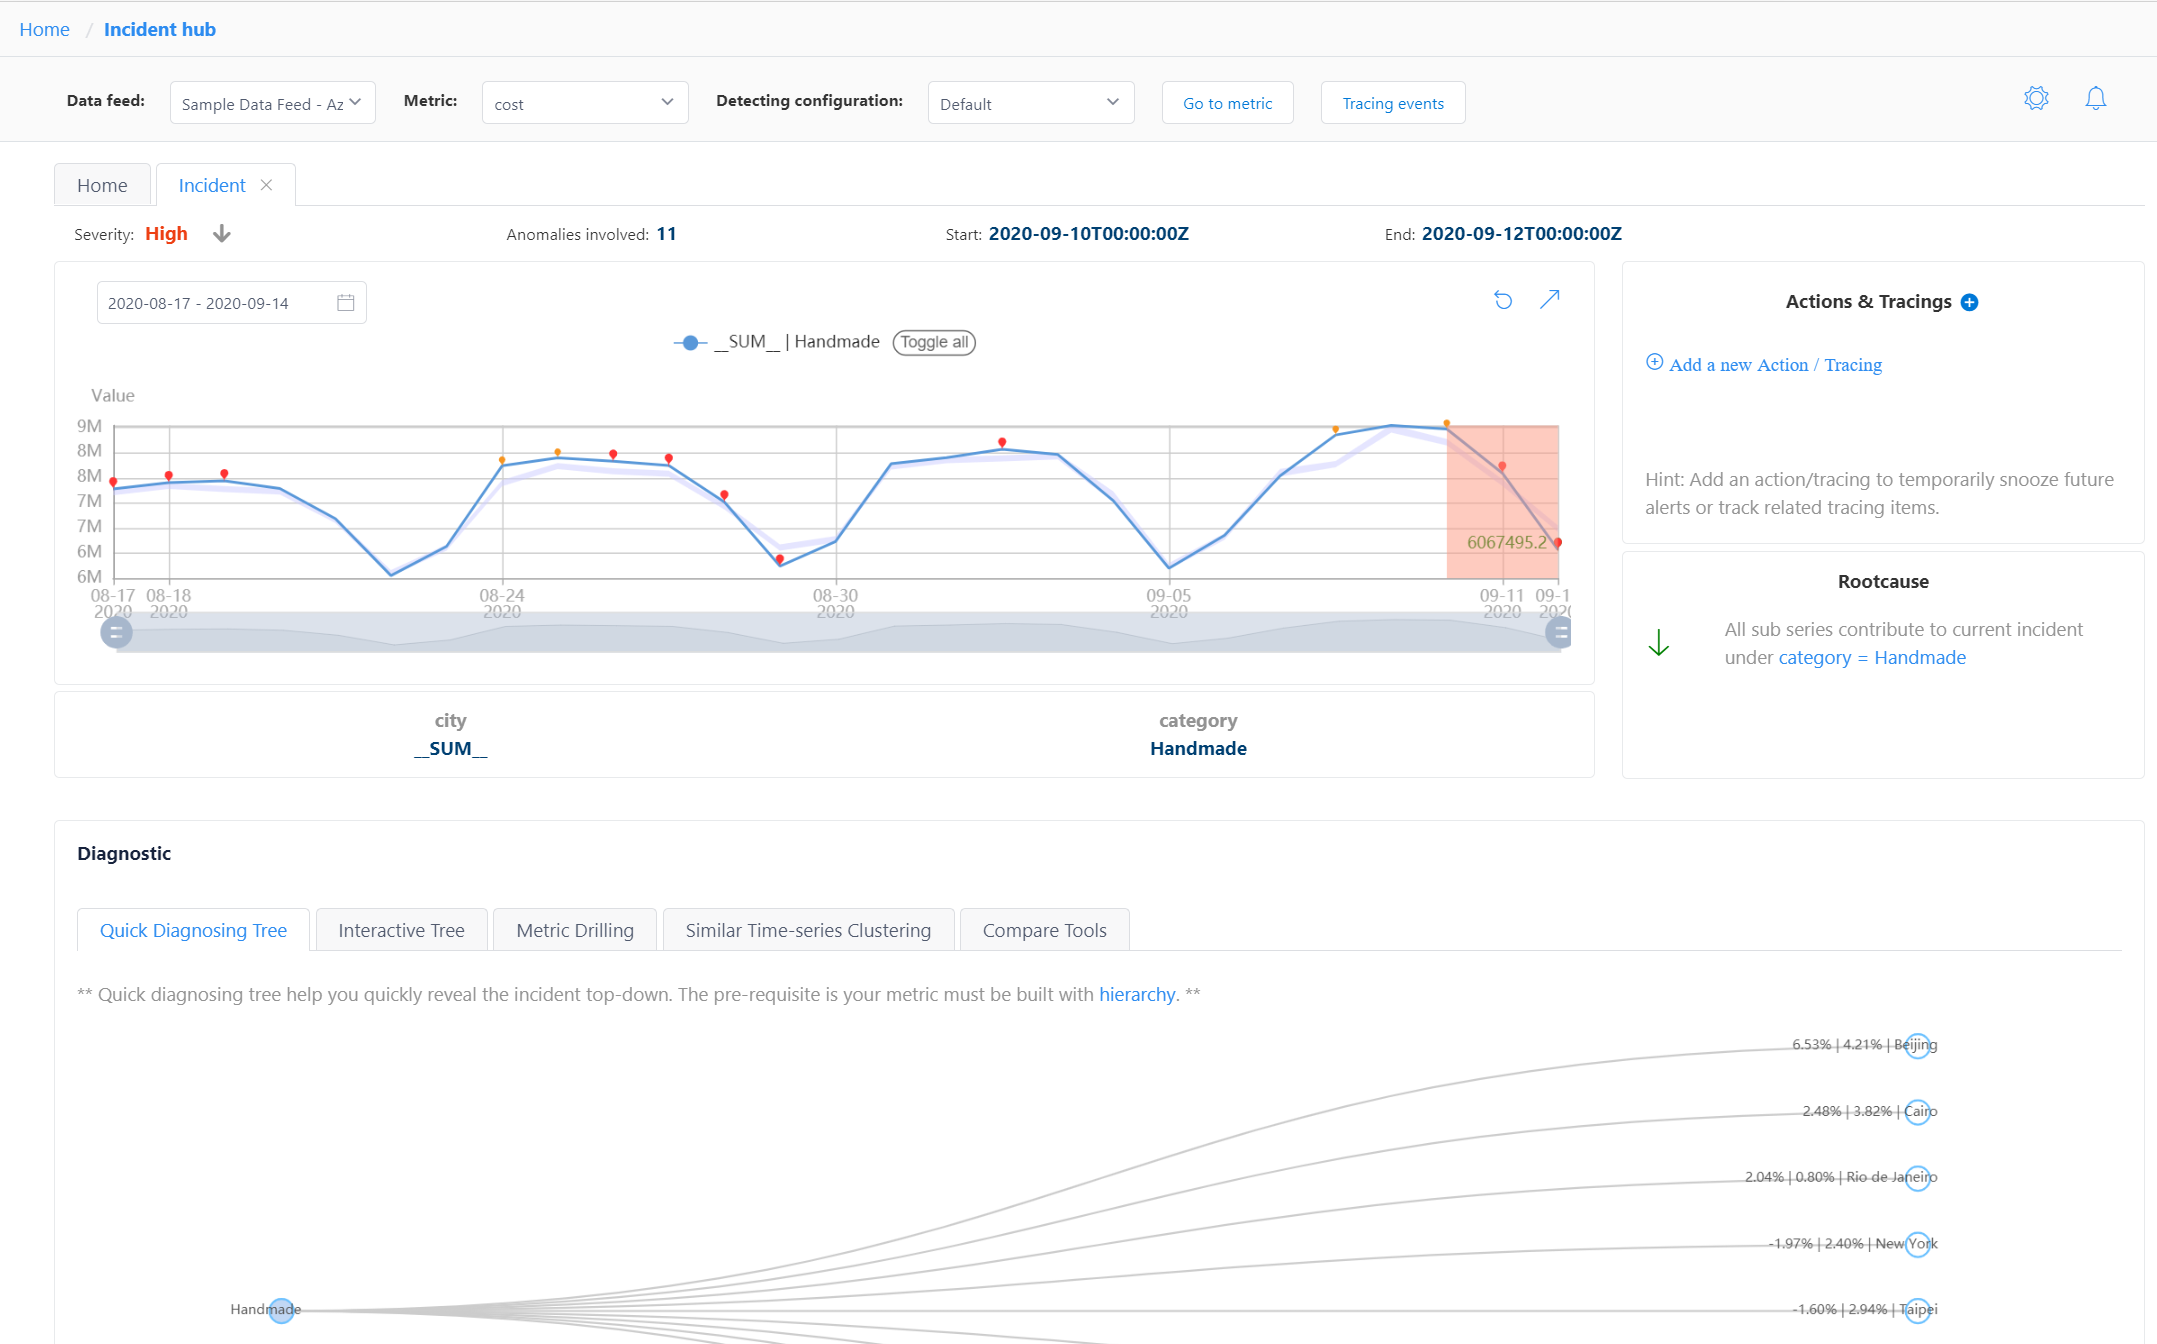 Home / Incident hub
Data feed: Sample Data Feed - Az Metric: cost Detecting configuration: Default Go to metric Tracing events
Home Incident
Severity: High Anomalies involved: 11 Start: 2020-09-10T00:00:00Z End: 2020-09-12T00:00:00Z
2020-08-17 - 2020-09-14
__SUM__ | Handmade Toggle all
Value
9M
8M
8M
7M
7M
6M
6M
6067495.2
08-17 08-18 08-24 08-30 09-05 09-11 09-1
2020 2020 2020 2020 2020 2020 202
city category
__SUM__ Handmade
Actions & Tracings
Add a new Action / Tracing
Hint: Add an action/tracing to temporarily snooze future
alerts or track related tracing items.
Rootcause
All sub series contribute to current incident
under category = Handmade
Diagnostic
Quick Diagnosing Tree Interactive Tree Metric Drilling Similar Time-series Clustering Compare Tools
** Quick diagnosing tree help you quickly reveal the incident top-down. The pre-requisite is your metric must be built with hierarchy. **
6.53% | 4.21% | Beijing
2.48% | 3.82% | Cairo
2.04% | 0.80% | Rio de Janeiro
-1.97% | 2.40% | New York
Handmade
-1.60% | 2.94% | Taipei